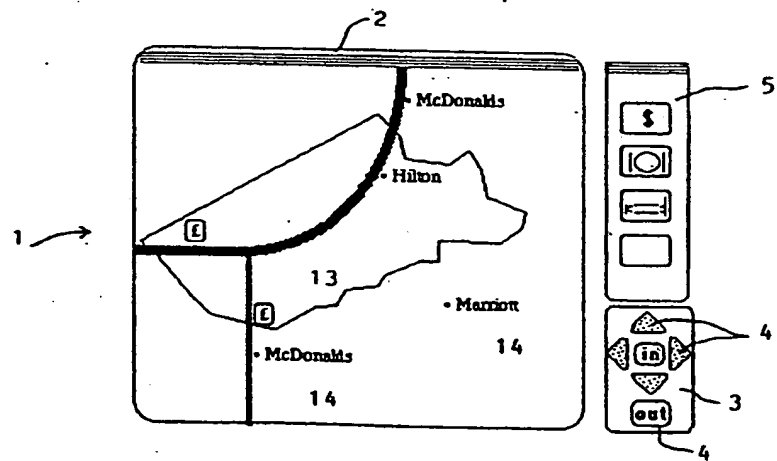 2
McDonalds
5
$
Hilton
1
£
13
£
Marriott
4
14
in
McDonalds
3
14
out
4